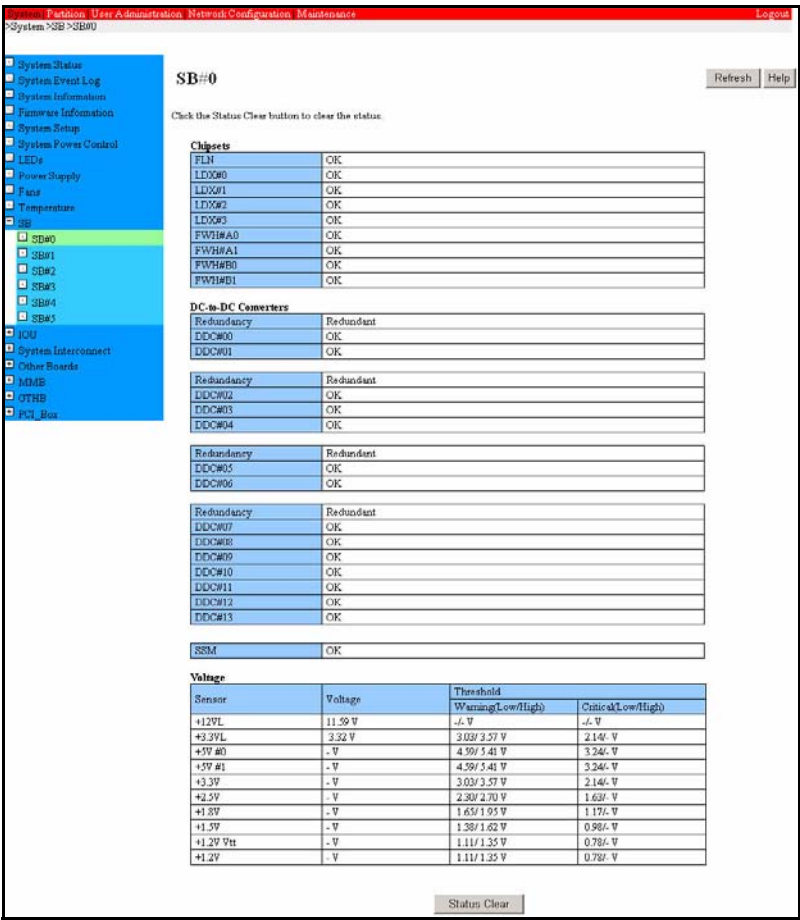 System Partition User Administration Network Configuration Maintenance Logout
>System >SB >SB#0
System Status
System Event Log
System Information
Firmware Information
System Setup
System Power Control
LEDs
Power Supply
Fans
Temperature
SB
SB#0
SB#1
SB#2
SB#3
SB#4
SB#5
IOU
System Interconnect
Other Boards
MMB
OTHB
PCI_Box
SB#0
Refresh Help
Click the Status Clear button to clear the status.
Chipsets
FLN OK
LDX#0 OK
LDX#1 OK
LDX#2 OK
LDX#3 OK
FWH#A0 OK
FWH#A1 OK
FWH#B0 OK
FWH#B1 OK
DC-to-DC Converters
Redundancy Redundant
DDC#00 OK
DDC#01 OK
Redundancy Redundant
DDC#02 OK
DDC#03 OK
DDC#04 OK
Redundancy Redundant
DDC#05 OK
DDC#06 OK
Redundancy Redundant
DDC#07 OK
DDC#08 OK
DDC#09 OK
DDC#10 OK
DDC#11 OK
DDC#12 OK
DDC#13 OK
SSM OK
Voltage
Sensor Voltage Threshold
Warning(Low/High) Critical(Low/High)
+12VL 11.59 V -/- V -/- V
+3.3VL 3.32 V 3.03/ 3.57 V 2.14/- V
+5V #0 - V 4.59/ 5.41 V 3.24/- V
+5V #1 - V 4.59/ 5.41 V 3.24/- V
+3.3V - V 3.03/ 3.57 V 2.14/- V
+2.5V - V 2.30/ 2.70 V 1.63/- V
+1.8V - V 1.65/ 1.95 V 1.17/- V
+1.5V - V 1.38/ 1.62 V 0.98/- V
+1.2V Vtt - V 1.11/ 1.35 V 0.78/- V
+1.2V - V 1.11/ 1.35 V 0.78/- V
Status Clear